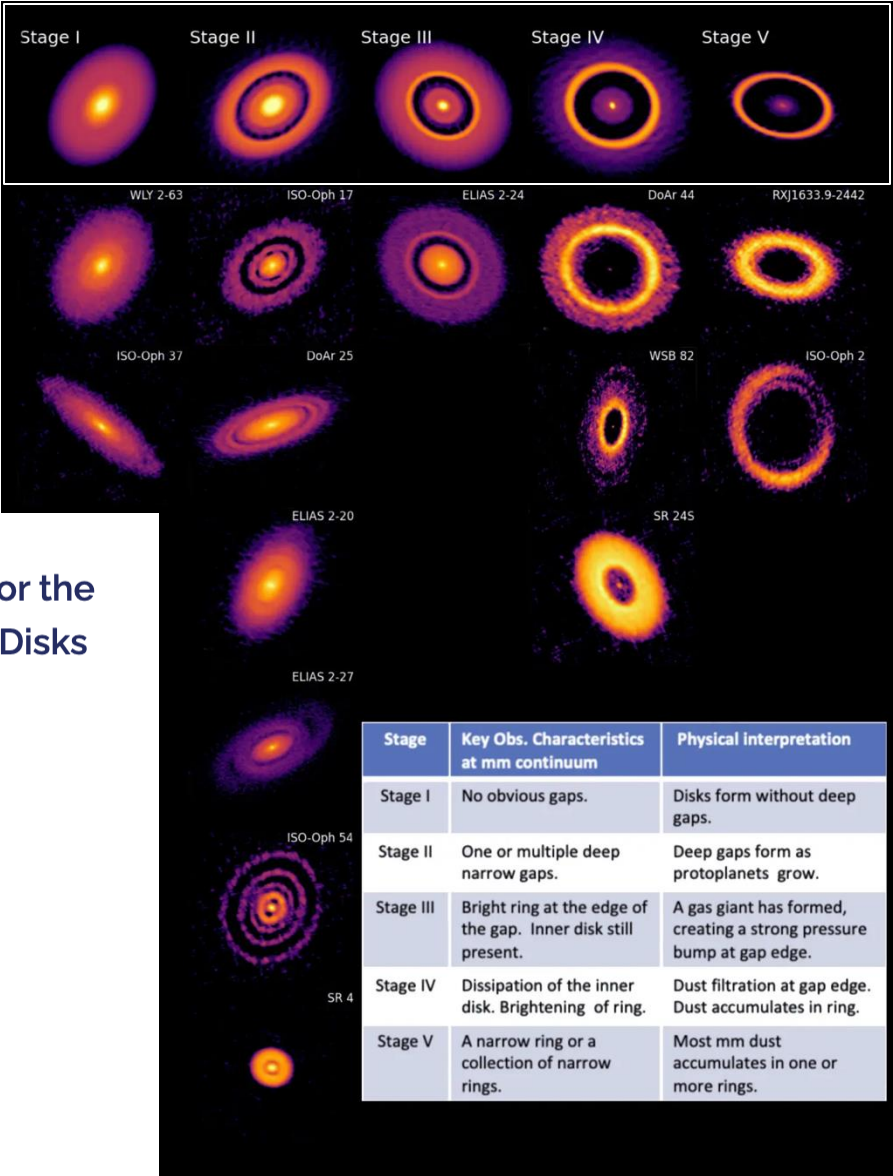 Stage I
Stage II
Stage III
Stage IV
Stage V
WLY 2-63
ISO-Oph 17
ELIAS 2-24
DoAr 44
RXJ1633.9-2442
ISO-Oph 37
DoAr 25
WSB 82
ISO-Oph 2
ELIAS 2-20
SR 24S
or the
Disks
ELIAS 2-27
ISO-Oph 54
SR 4
Stage
Key Obs. Characteristics
at mm continuum
Physical interpretation
Stage I
No obvious gaps.
Disks form without deep
gaps.
Stage II
One or multiple deep
narrow gaps.
Deep gaps form as
protoplanets grow.
Stage III
Bright ring at the edge of
the gap. Inner disk still
present.
A gas giant has formed,
creating a strong pressure
bump at gap edge.
Stage IV
Dissipation of the inner
disk. Brightening of ring.
Dust filtration at gap edge.
Dust accumulates in ring.
Stage V
A narrow ring or a
collection of narrow
rings.
Most mm dust
accumulates in one or
more rings.